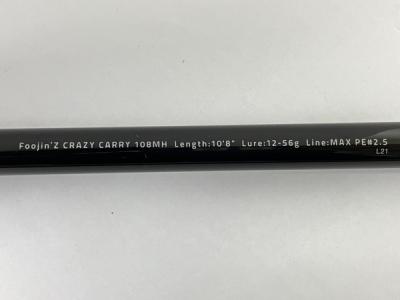 Foojin'Z CRAZY CARRY 108MH Length:10'8" Lure:12-56g Line:MAX PE#2.5
L21